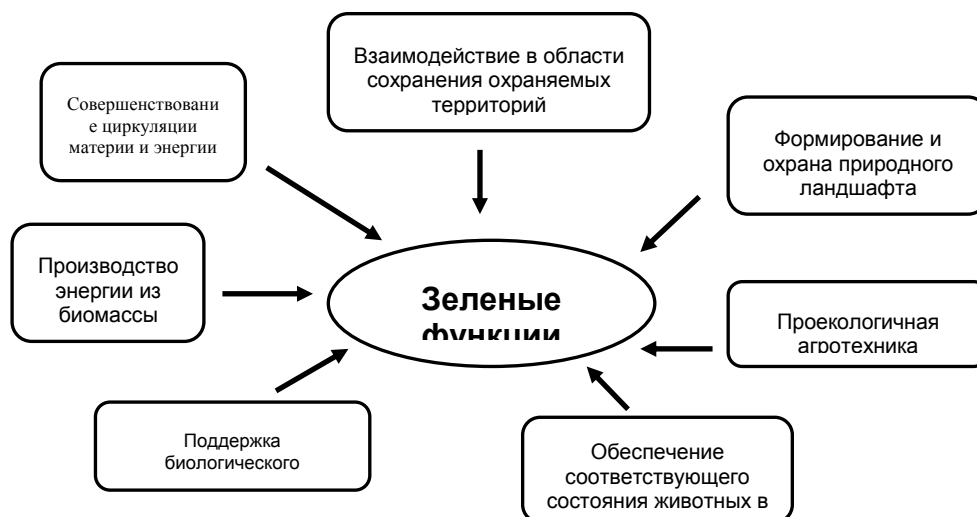 Взаимодействие в области
сохранения охраняемых
территорий
Совершенствовани
е циркуляции
материи и энергии
Формирование и
охрана природного
ландшафта
Производство
энергии из
биомассы
Зеленые
функции
Проекологичная
агротехника
Поддержка
биологического
Обеспечение
соответствующего
состояния животных в